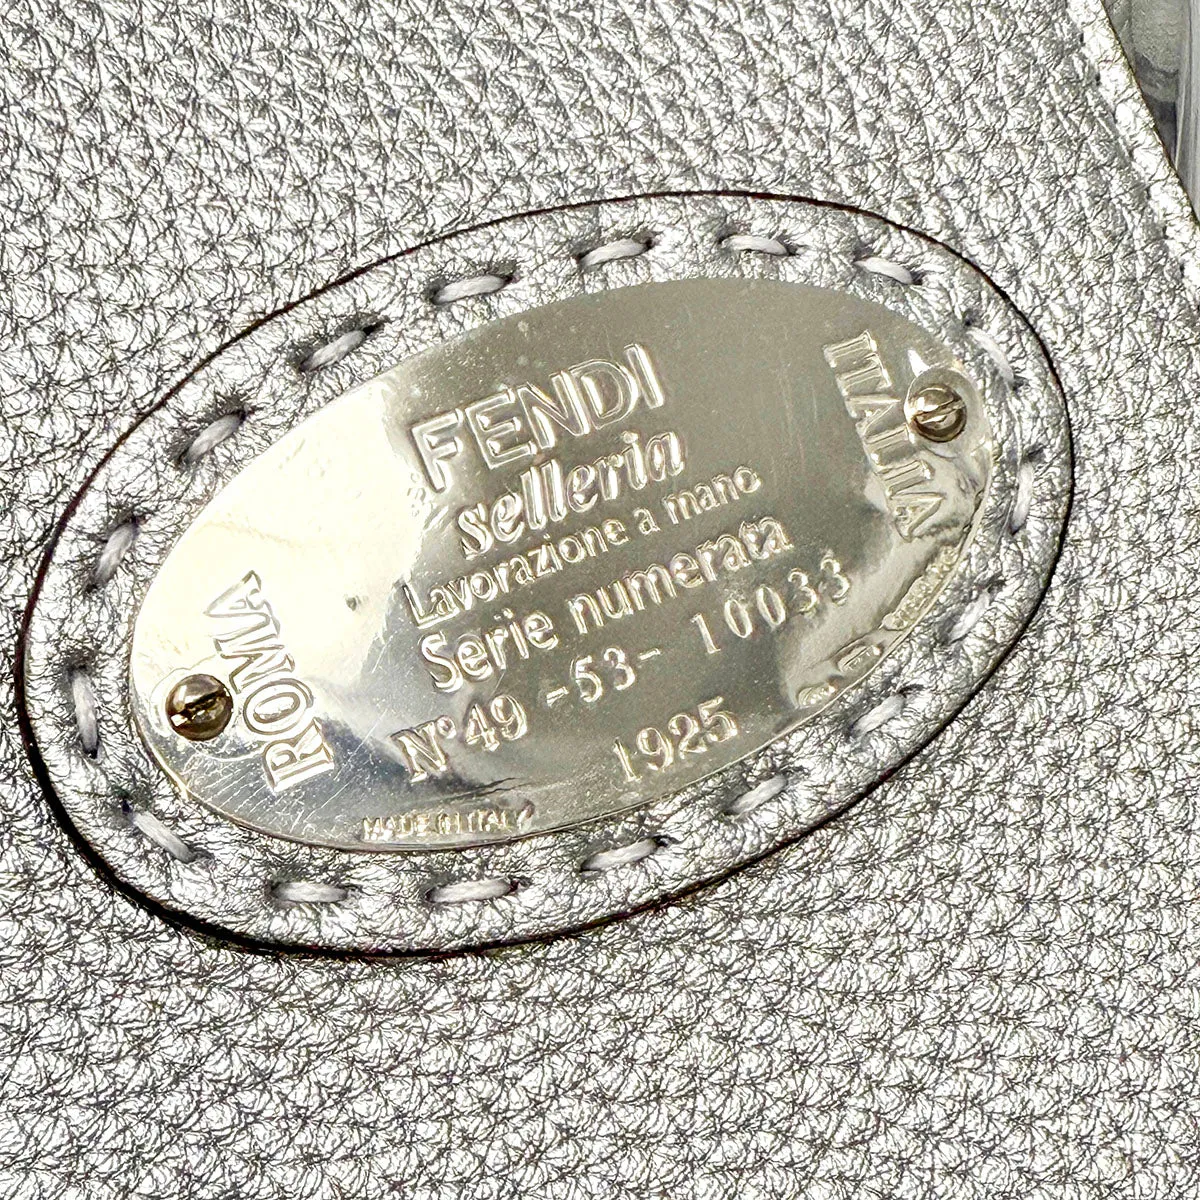 FENDI
selleria
Lavorazione a mano
Serie numerata
N° 49 -53- 10033
1925
ROMA
ITALIA
MADE IN ITALY